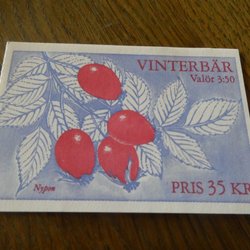 VINTERBÄR
Valör 3:50
Nypon
PRIS 35 KR